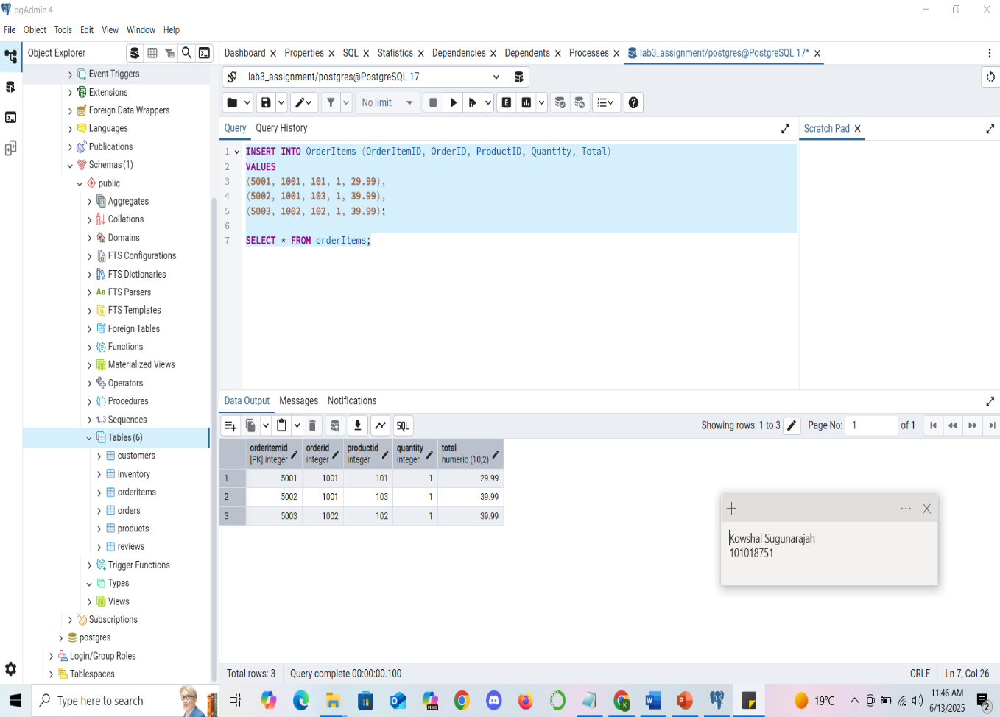 pgAdmin 4
File Object Tools Edit View Window Help
Object Explorer
Dashboard Properties SQL Statistics Dependencies Dependents Processes lab3_assignment/postgres@PostgreSQL 17*
lab3_assignment/postgres@PostgreSQL 17
No limit
Query Query History
Scratch Pad
Event Triggers
Extensions
Foreign Data Wrappers
Languages
Publications
Schemas (1)
public
Aggregates
Collations
Domains
FTS Configurations
FTS Dictionaries
Aa FTS Parsers
FTS Templates
Foreign Tables
Functions
Materialized Views
Operators
Procedures
1..3 Sequences
Tables (6)
customers
inventory
orderitems
orders
products
reviews
Trigger Functions
Types
Views
Subscriptions
postgres
Login/Group Roles
Tablespaces
1 INSERT INTO OrderItems (OrderItemID, OrderID, ProductID, Quantity, Total)
2 VALUES
3 (5001, 1001, 101, 1, 29.99),
4 (5002, 1001, 103, 1, 39.99),
5 (5003, 1002, 102, 1, 39.99);
6
7 SELECT * FROM orderItems;
Data Output Messages Notifications
SQL
Showing rows: 1 to 3 Page No: 1 of 1
orderitemid orderid productid quantity total
[PK] integer integer integer integer numeric (10,2)
1 5001 1001 101 1 29.99
2 5002 1001 103 1 39.99
3 5003 1002 102 1 39.99
Kowshal Sugunarajah
101018751
Total rows: 3 Query complete 00:00:00.100 CRLF Ln 7, Col 26
Type here to search
19°C
11:46 AM
6/13/2025
2